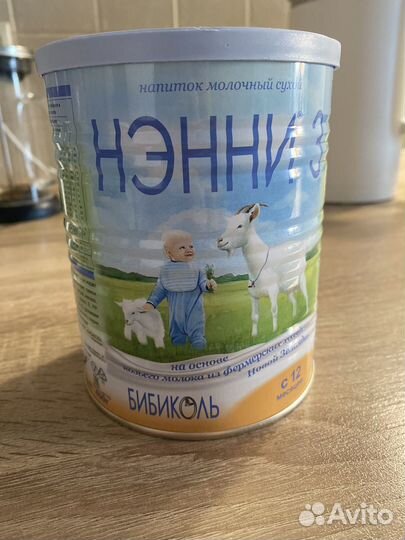 напиток молочный сухой
НЭННИ 3
на основе
козьего молока из фермерских хозяйств
Новой Зеландии
с 12
месяцев
БИБИКОЛЬ
Avito